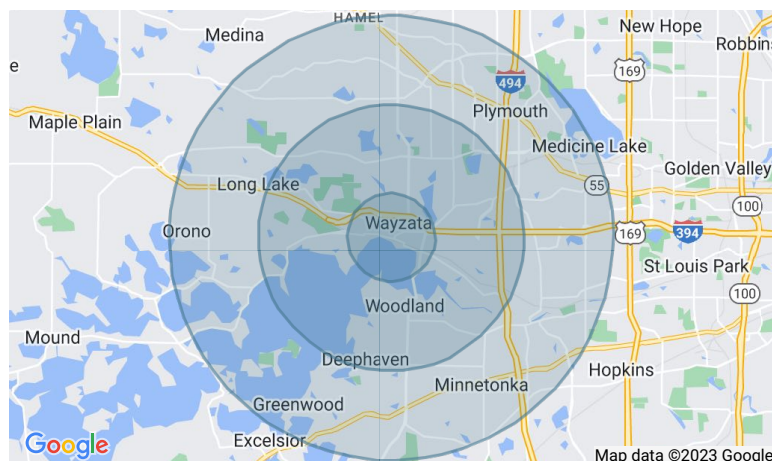 HAMEL
New Hope
Medina
Robbins
169
e
494
Plymouth
Maple Plain
Medicine Lake
Golden Valley
Long Lake
55
100
Wayzata
Orono
169
394
St Louis Park
100
Woodland
Mound
Deephaven
Hopkins
Minnetonka
Greenwood
Excelsior
Google
Map data ©2023 Google